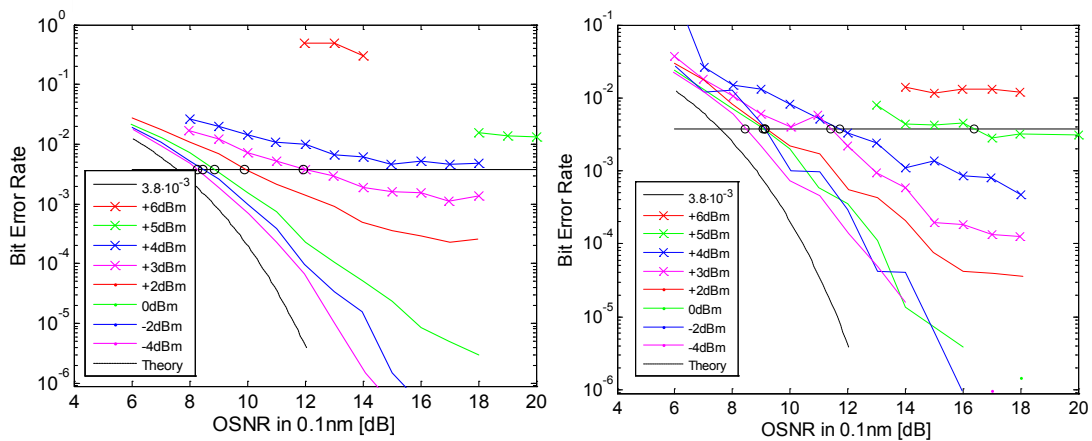 Bit Error Rate
10^0
10^-1
10^-2
10^-3
10^-4
10^-5
10^-6
3.8·10^-3
+6dBm
+5dBm
+4dBm
+3dBm
+2dBm
0dBm
-2dBm
-4dBm
Theory
4 6 8 10 12 14 16 18 20
OSNR in 0.1nm [dB]
Bit Error Rate
10^-1
10^-2
10^-3
10^-4
10^-5
10^-6
3.8·10^-3
+6dBm
+5dBm
+4dBm
+3dBm
+2dBm
0dBm
-2dBm
-4dBm
Theory
4 6 8 10 12 14 16 18 20
OSNR in 0.1nm [dB]